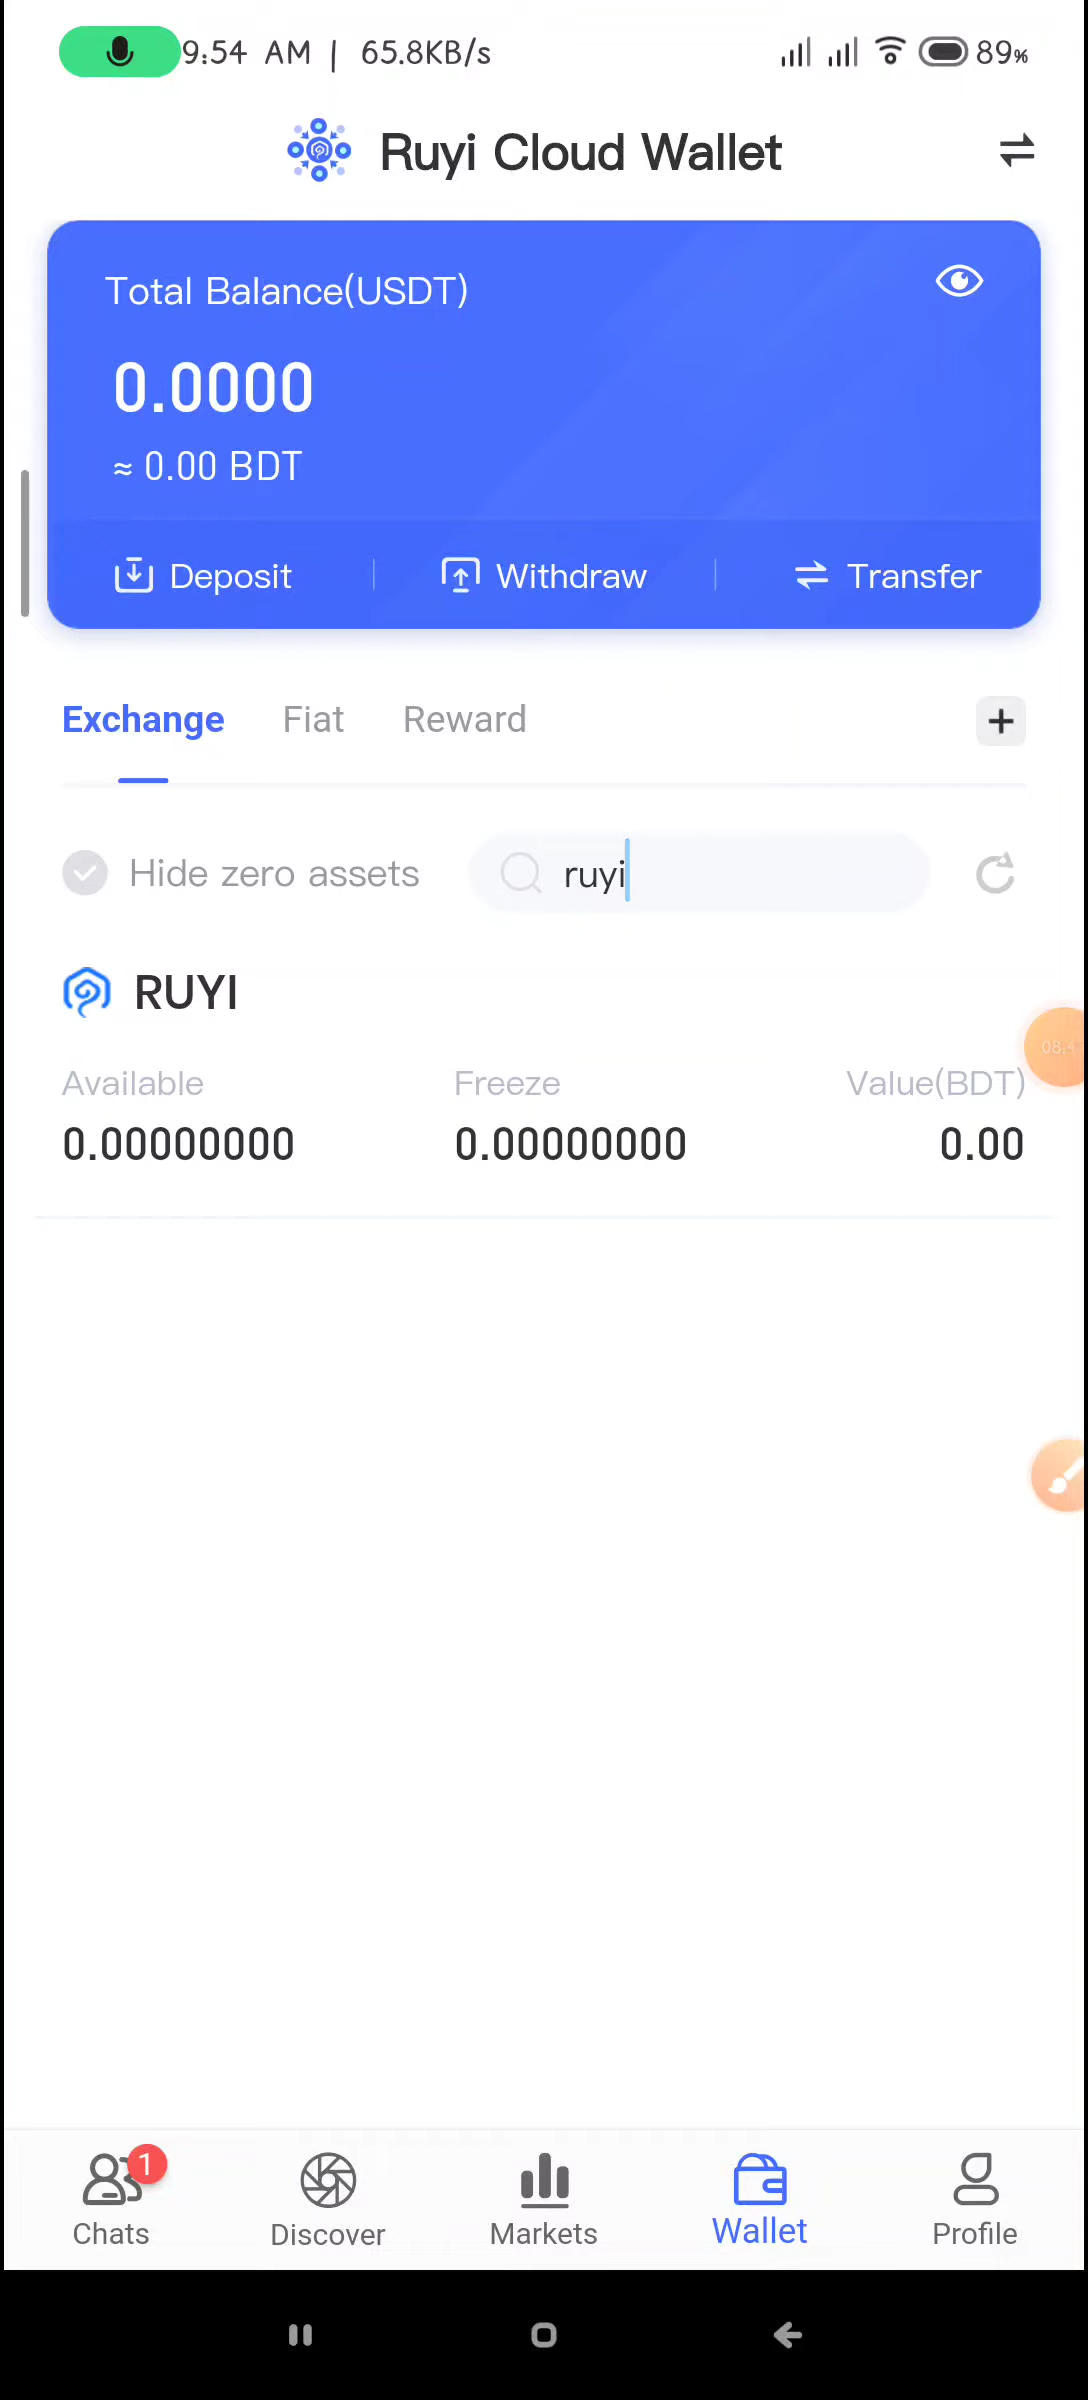 9:54 AM | 65.8KB/s 89%
Ruyi Cloud Wallet
Total Balance(USDT)
0.0000
≈ 0.00 BDT
Deposit Withdraw Transfer
Exchange Fiat Reward
Hide zero assets ruyi
RUYI
Available Freeze Value(BDT)
0.00000000 0.00000000 0.00
1
Chats Discover Markets Wallet Profile